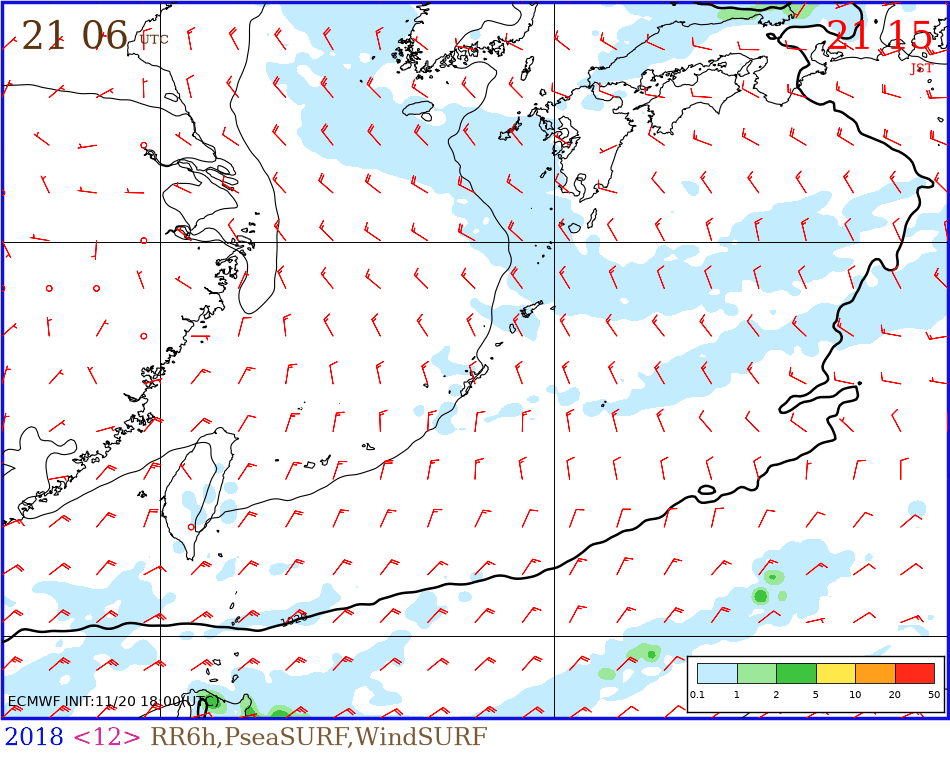 21 06 UTC
21 15
JST
1020
ECMWF INIT:11/20 18:00(UTC)
0.1 1 2 5 10 20 50
2018 <12> RR6h,PseaSURF,WindSURF